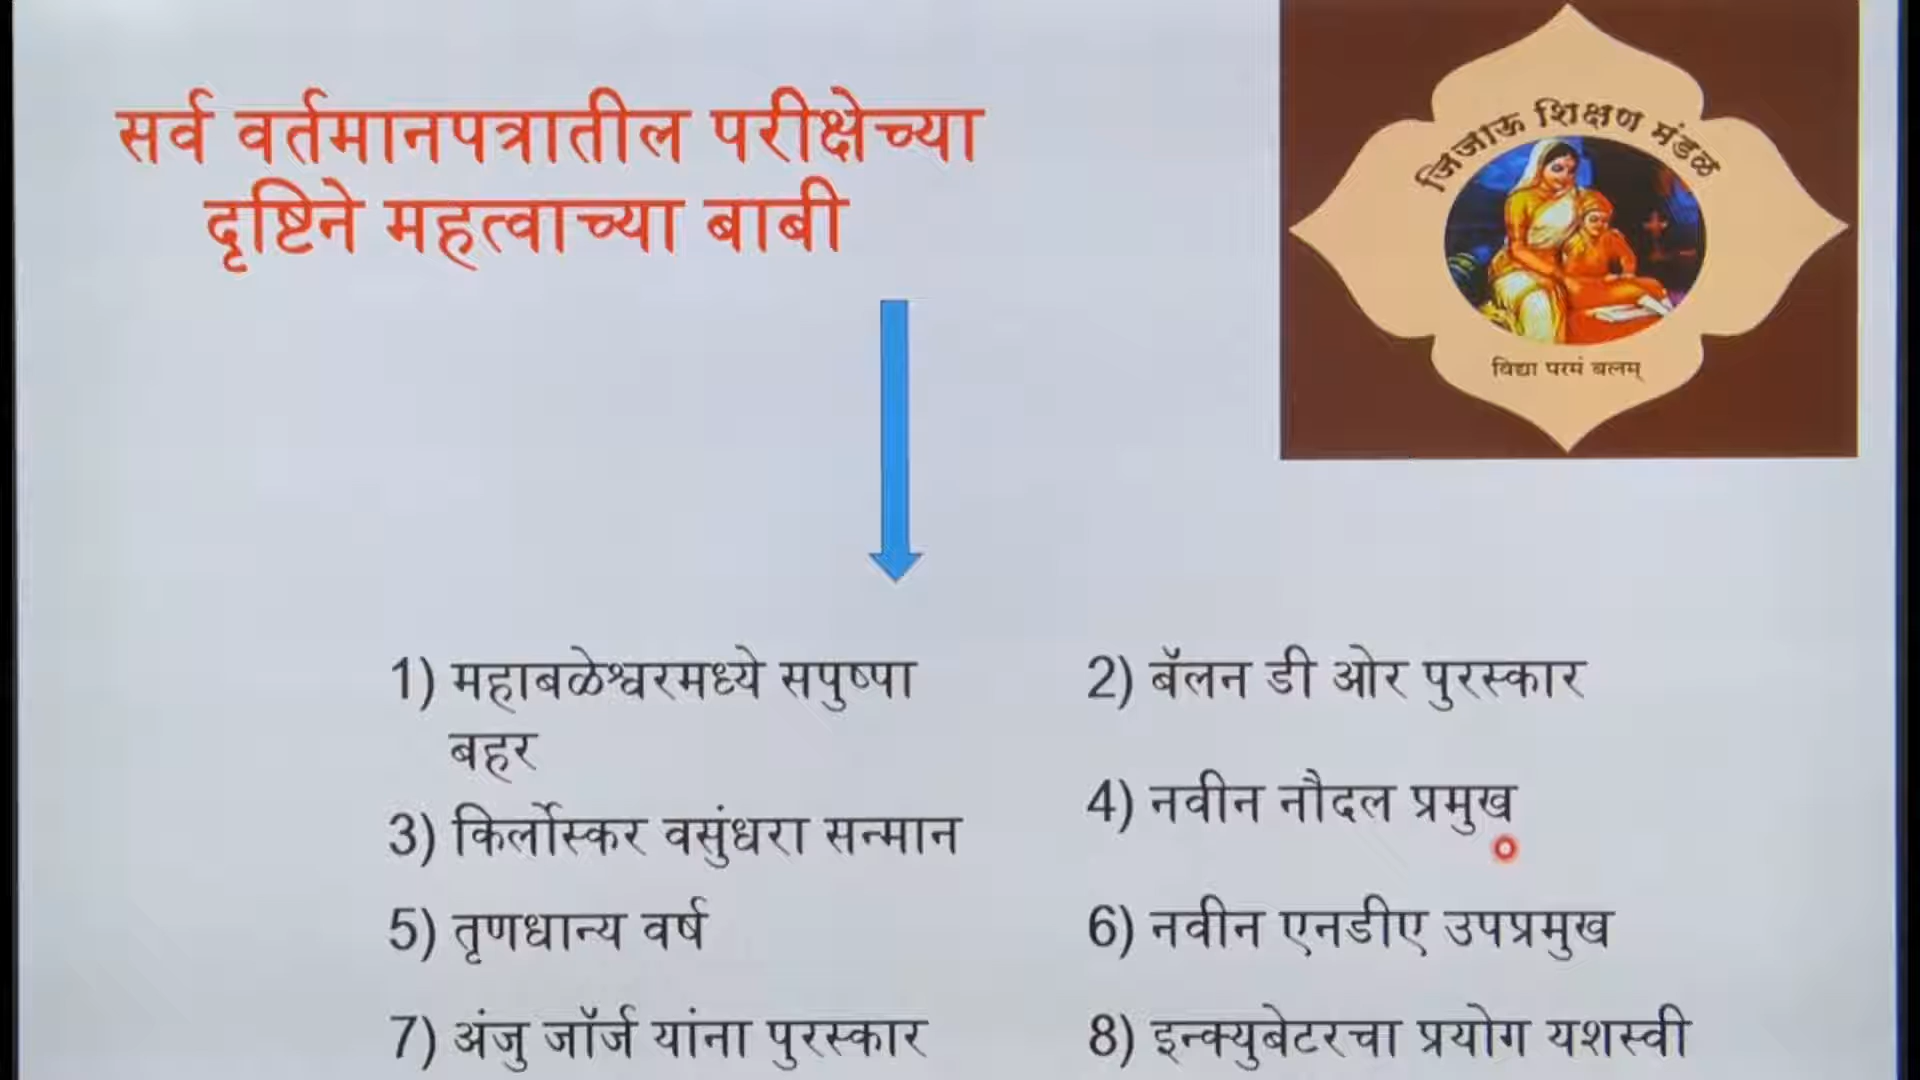 सर्व वर्तमानपत्रातील परीक्षेच्या
दृष्टिने महत्वाच्या बाबी
जिजाऊ शिक्षण मंडळ
विद्या परमं बलम्
1) महाबळेश्वरमध्ये सपुष्पा
बहर
2) बॅलन डी ओर पुरस्कार
3) किर्लोस्कर वसुंधरा सन्मान
4) नवीन नौदल प्रमुख
5) तृणधान्य वर्ष
6) नवीन एनडीए उपप्रमुख
7) अंजु जॉर्ज यांना पुरस्कार
8) इन्क्युबेटरचा प्रयोग यशस्वी